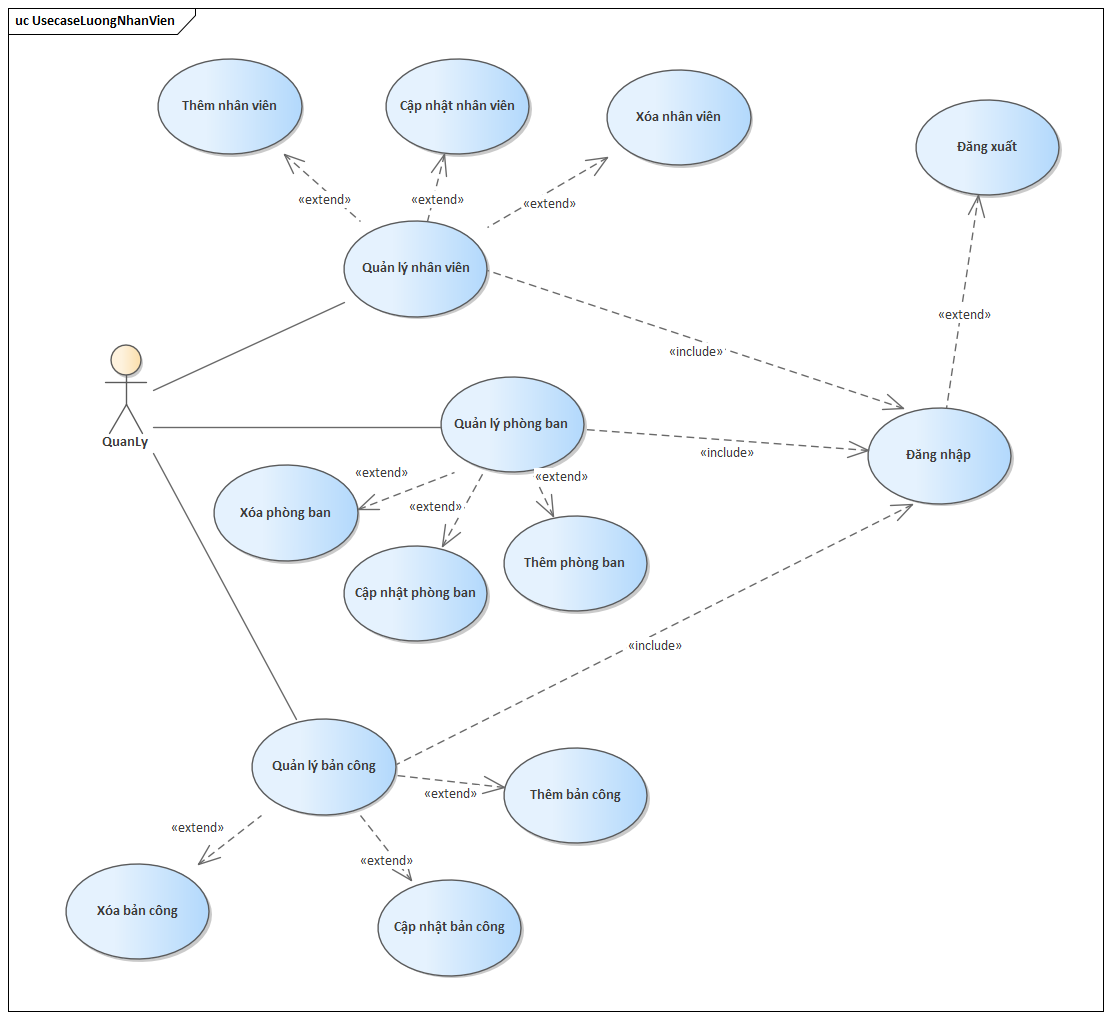 uc UsecaseLuongNhanVien
Thêm nhân viên
Cập nhật nhân viên
Xóa nhân viên
Đăng xuất
«extend»
«extend»
«extend»
Quản lý nhân viên
«extend»
«include»
QuanLy
Quản lý phòng ban
«include»
Đăng nhập
«extend»
«extend»
«extend»
Xóa phòng ban
Thêm phòng ban
Cập nhật phòng ban
«include»
Quản lý bản công
«extend»
Thêm bản công
«extend»
«extend»
Xóa bản công
Cập nhật bản công